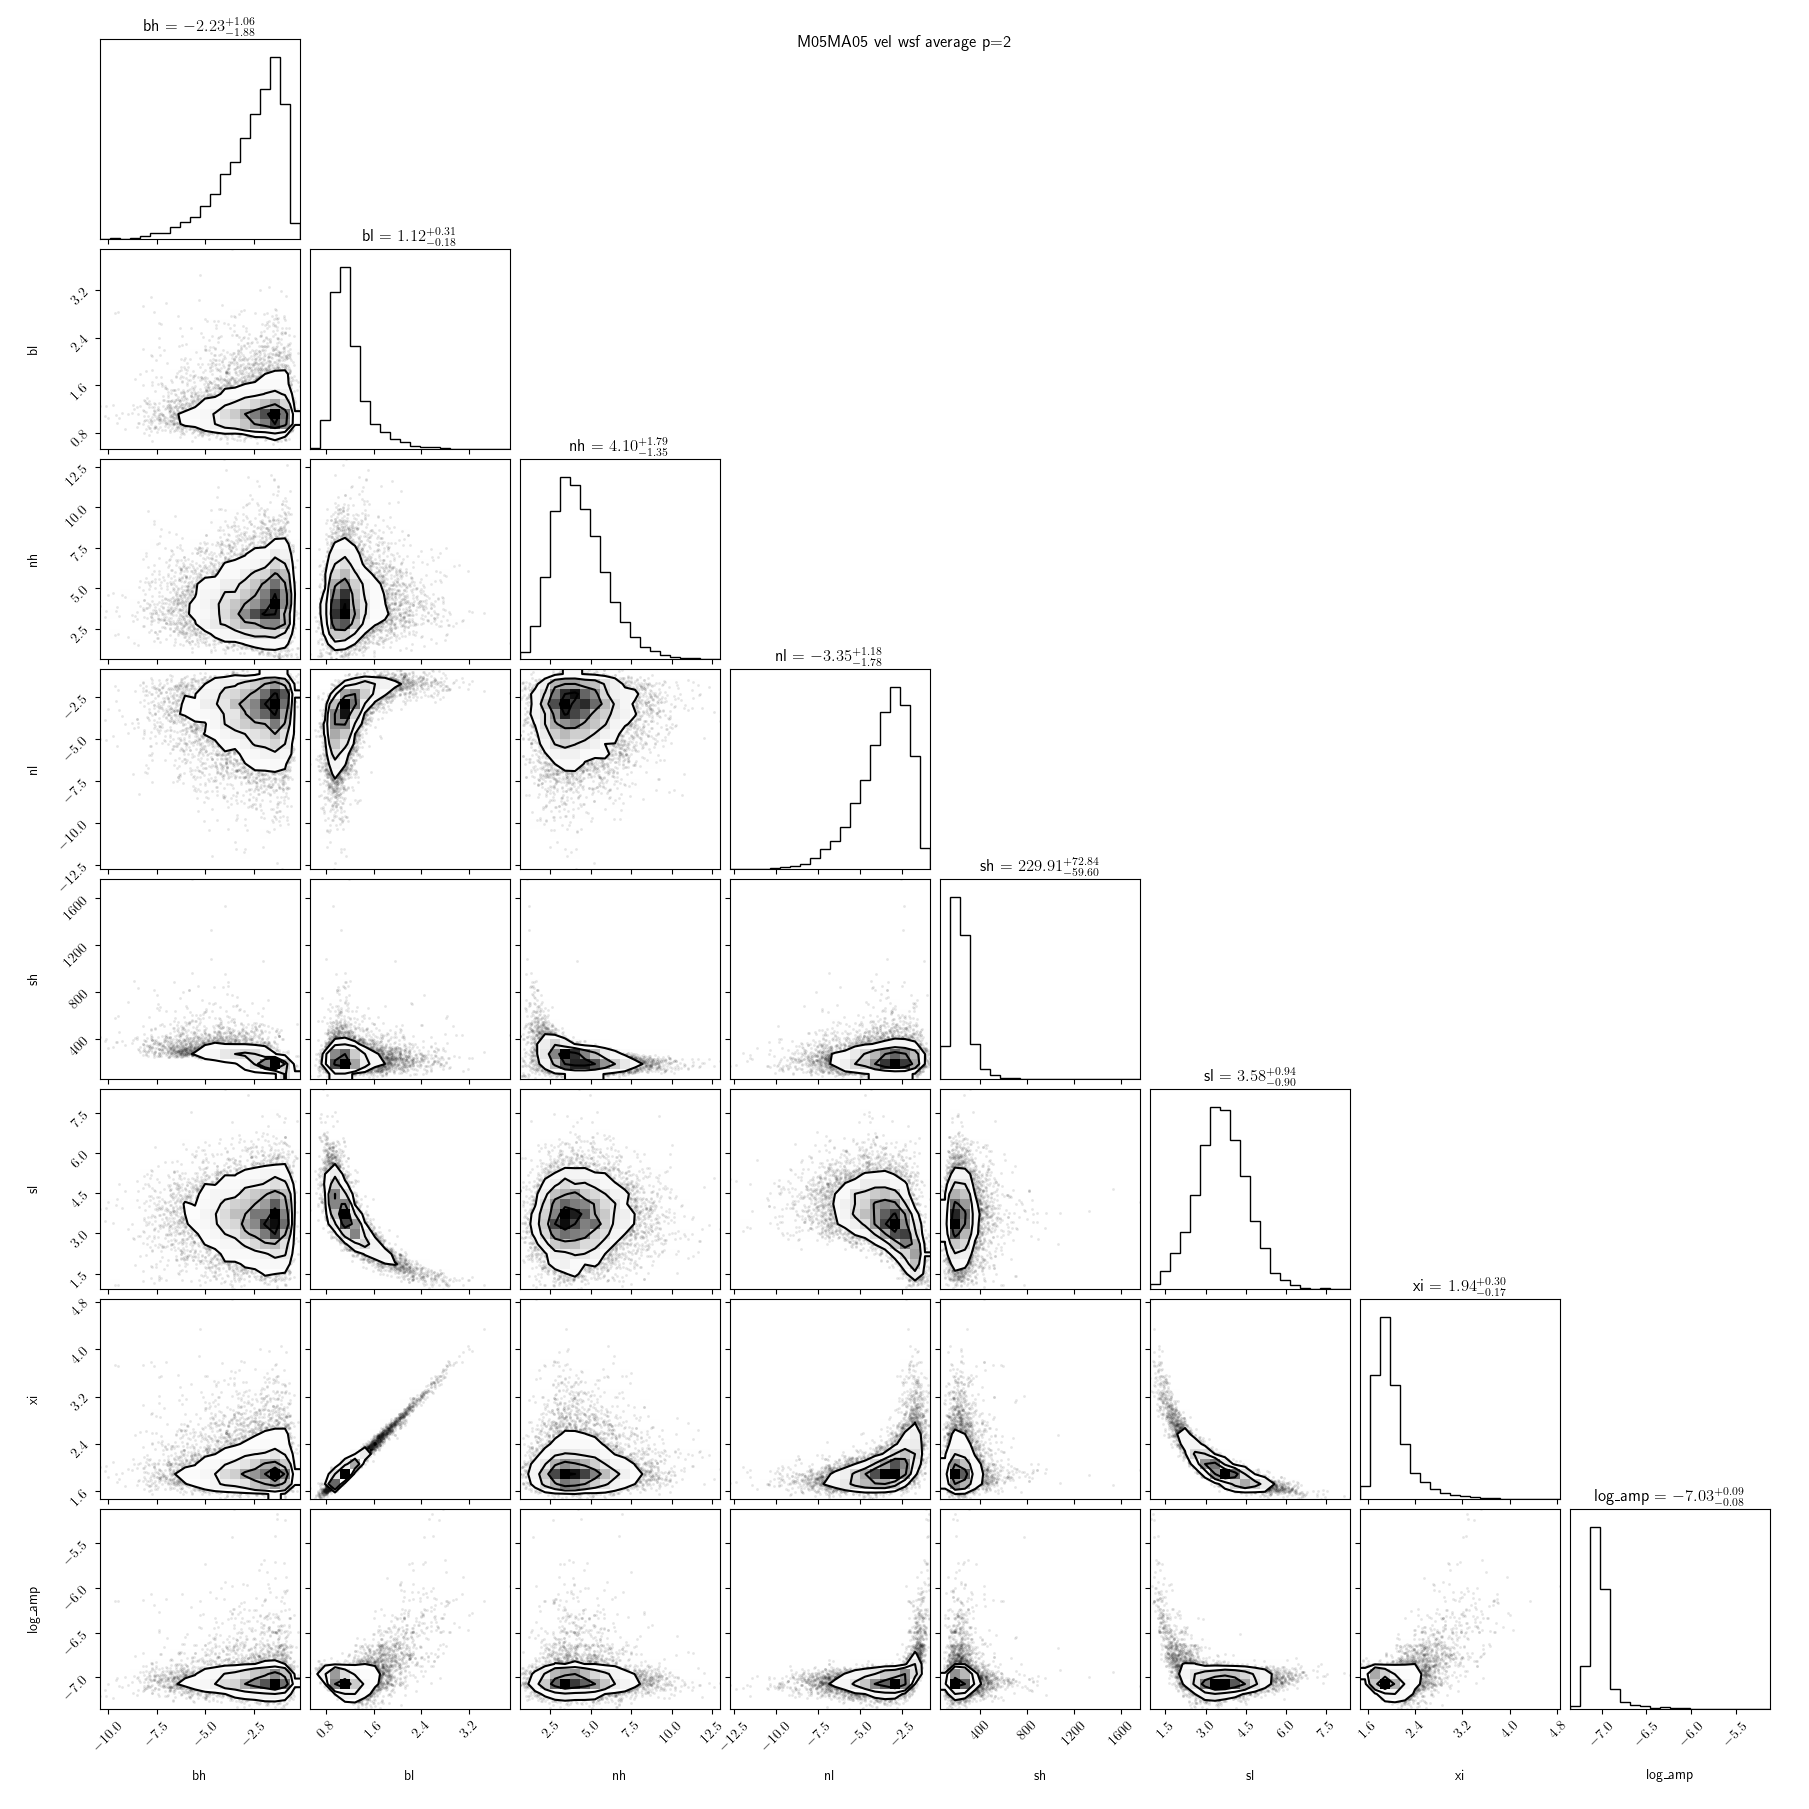 M05MA05 vel wsf average p=2
bh = −2.23 +1.06 −1.88
bl = 1.12 +0.31 −0.18
3.2
2.4
1.6
0.8
bl
nh = 4.10 +1.79 −1.35
12.5
10.0
7.5
5.0
2.5
nh
nl = −3.35 +1.18 −1.78
−2.5
−5.0
−7.5
−10.0
−12.5
nl
sh = 229.91 +72.84 −59.60
1600
1200
800
400
sh
sl = 3.58 +0.94 −0.90
7.5
6.0
4.5
3.0
1.5
sl
xi = 1.94 +0.30 −0.17
4.8
4.0
3.2
2.4
1.6
xi
log_amp = −7.03 +0.09 −0.08
−5.5
−6.0
−6.5
−7.0
log_amp
−10.0 −7.5 −5.0 −2.5
0.8 1.6 2.4 3.2
2.5 5.0 7.5 10.0 12.5
−12.5 −10.0 −7.5 −5.0 −2.5
400 800 1200 1600
1.5 3.0 4.5 6.0 7.5
1.6 2.4 3.2 4.0 4.8
−7.0 −6.5 −6.0 −5.5
bh bl nh nl sh sl xi log_amp